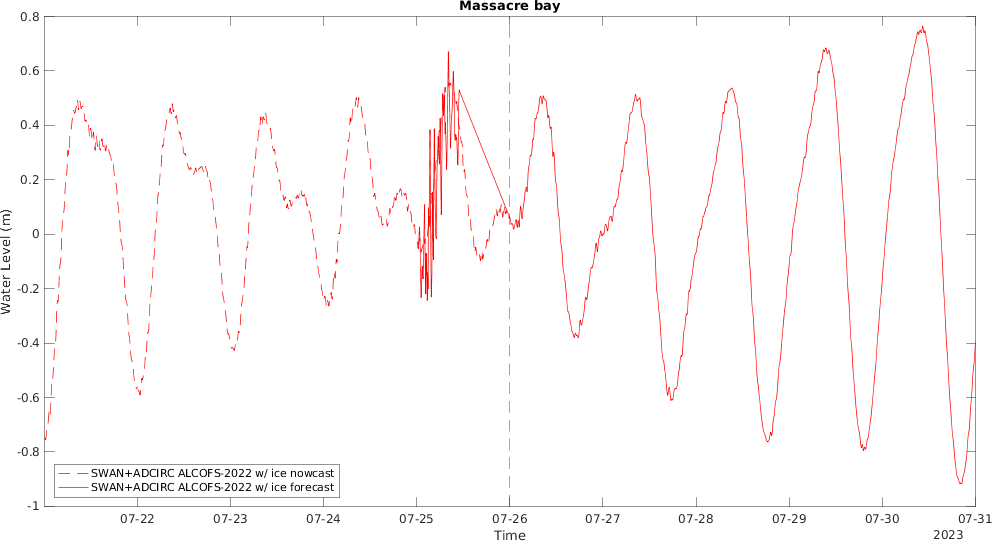 Massacre bay
0.8
0.6
0.4
0.2
0
-0.2
-0.4
-0.6
-0.8
-1
Water Level (m)
SWAN+ADCIRC ALCOFS-2022 w/ ice nowcast
SWAN+ADCIRC ALCOFS-2022 w/ ice forecast
07-22 07-23 07-24 07-25 07-26 07-27 07-28 07-29 07-30 07-31
Time
2023